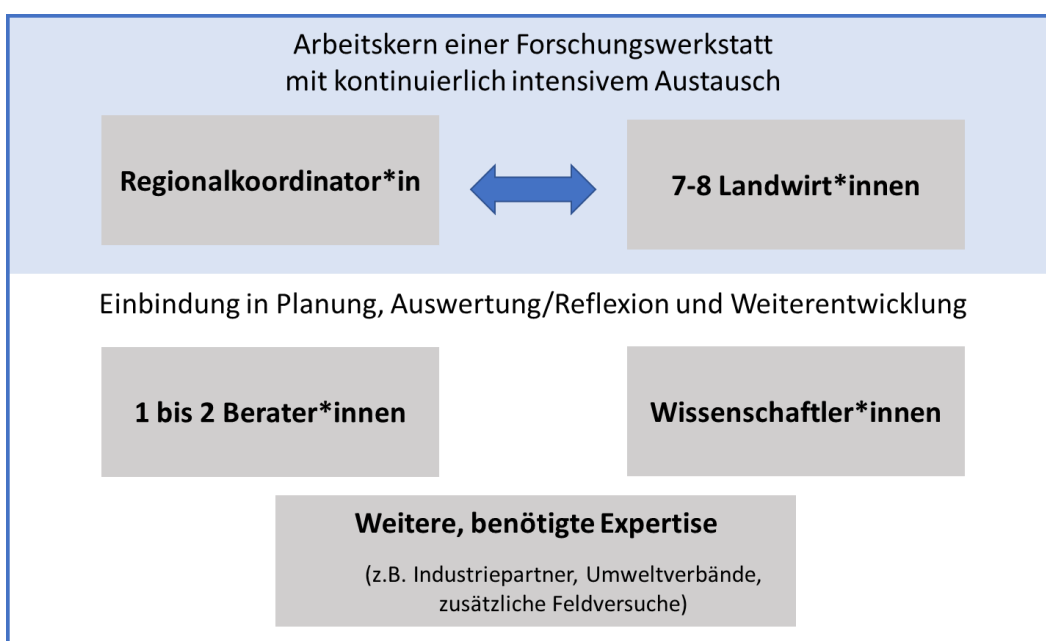 Arbeitskern einer Forschungswerkstatt
mit kontinuierlich intensivem Austausch
Regionalkoordinator*in
7-8 Landwirt*innen
Einbindung in Planung, Auswertung/Reflexion und Weiterentwicklung
1 bis 2 Berater*innen
Wissenschaftler*innen
Weitere, benötigte Expertise
(z.B. Industriepartner, Umweltverbände,
zusätzliche Feldversuche)